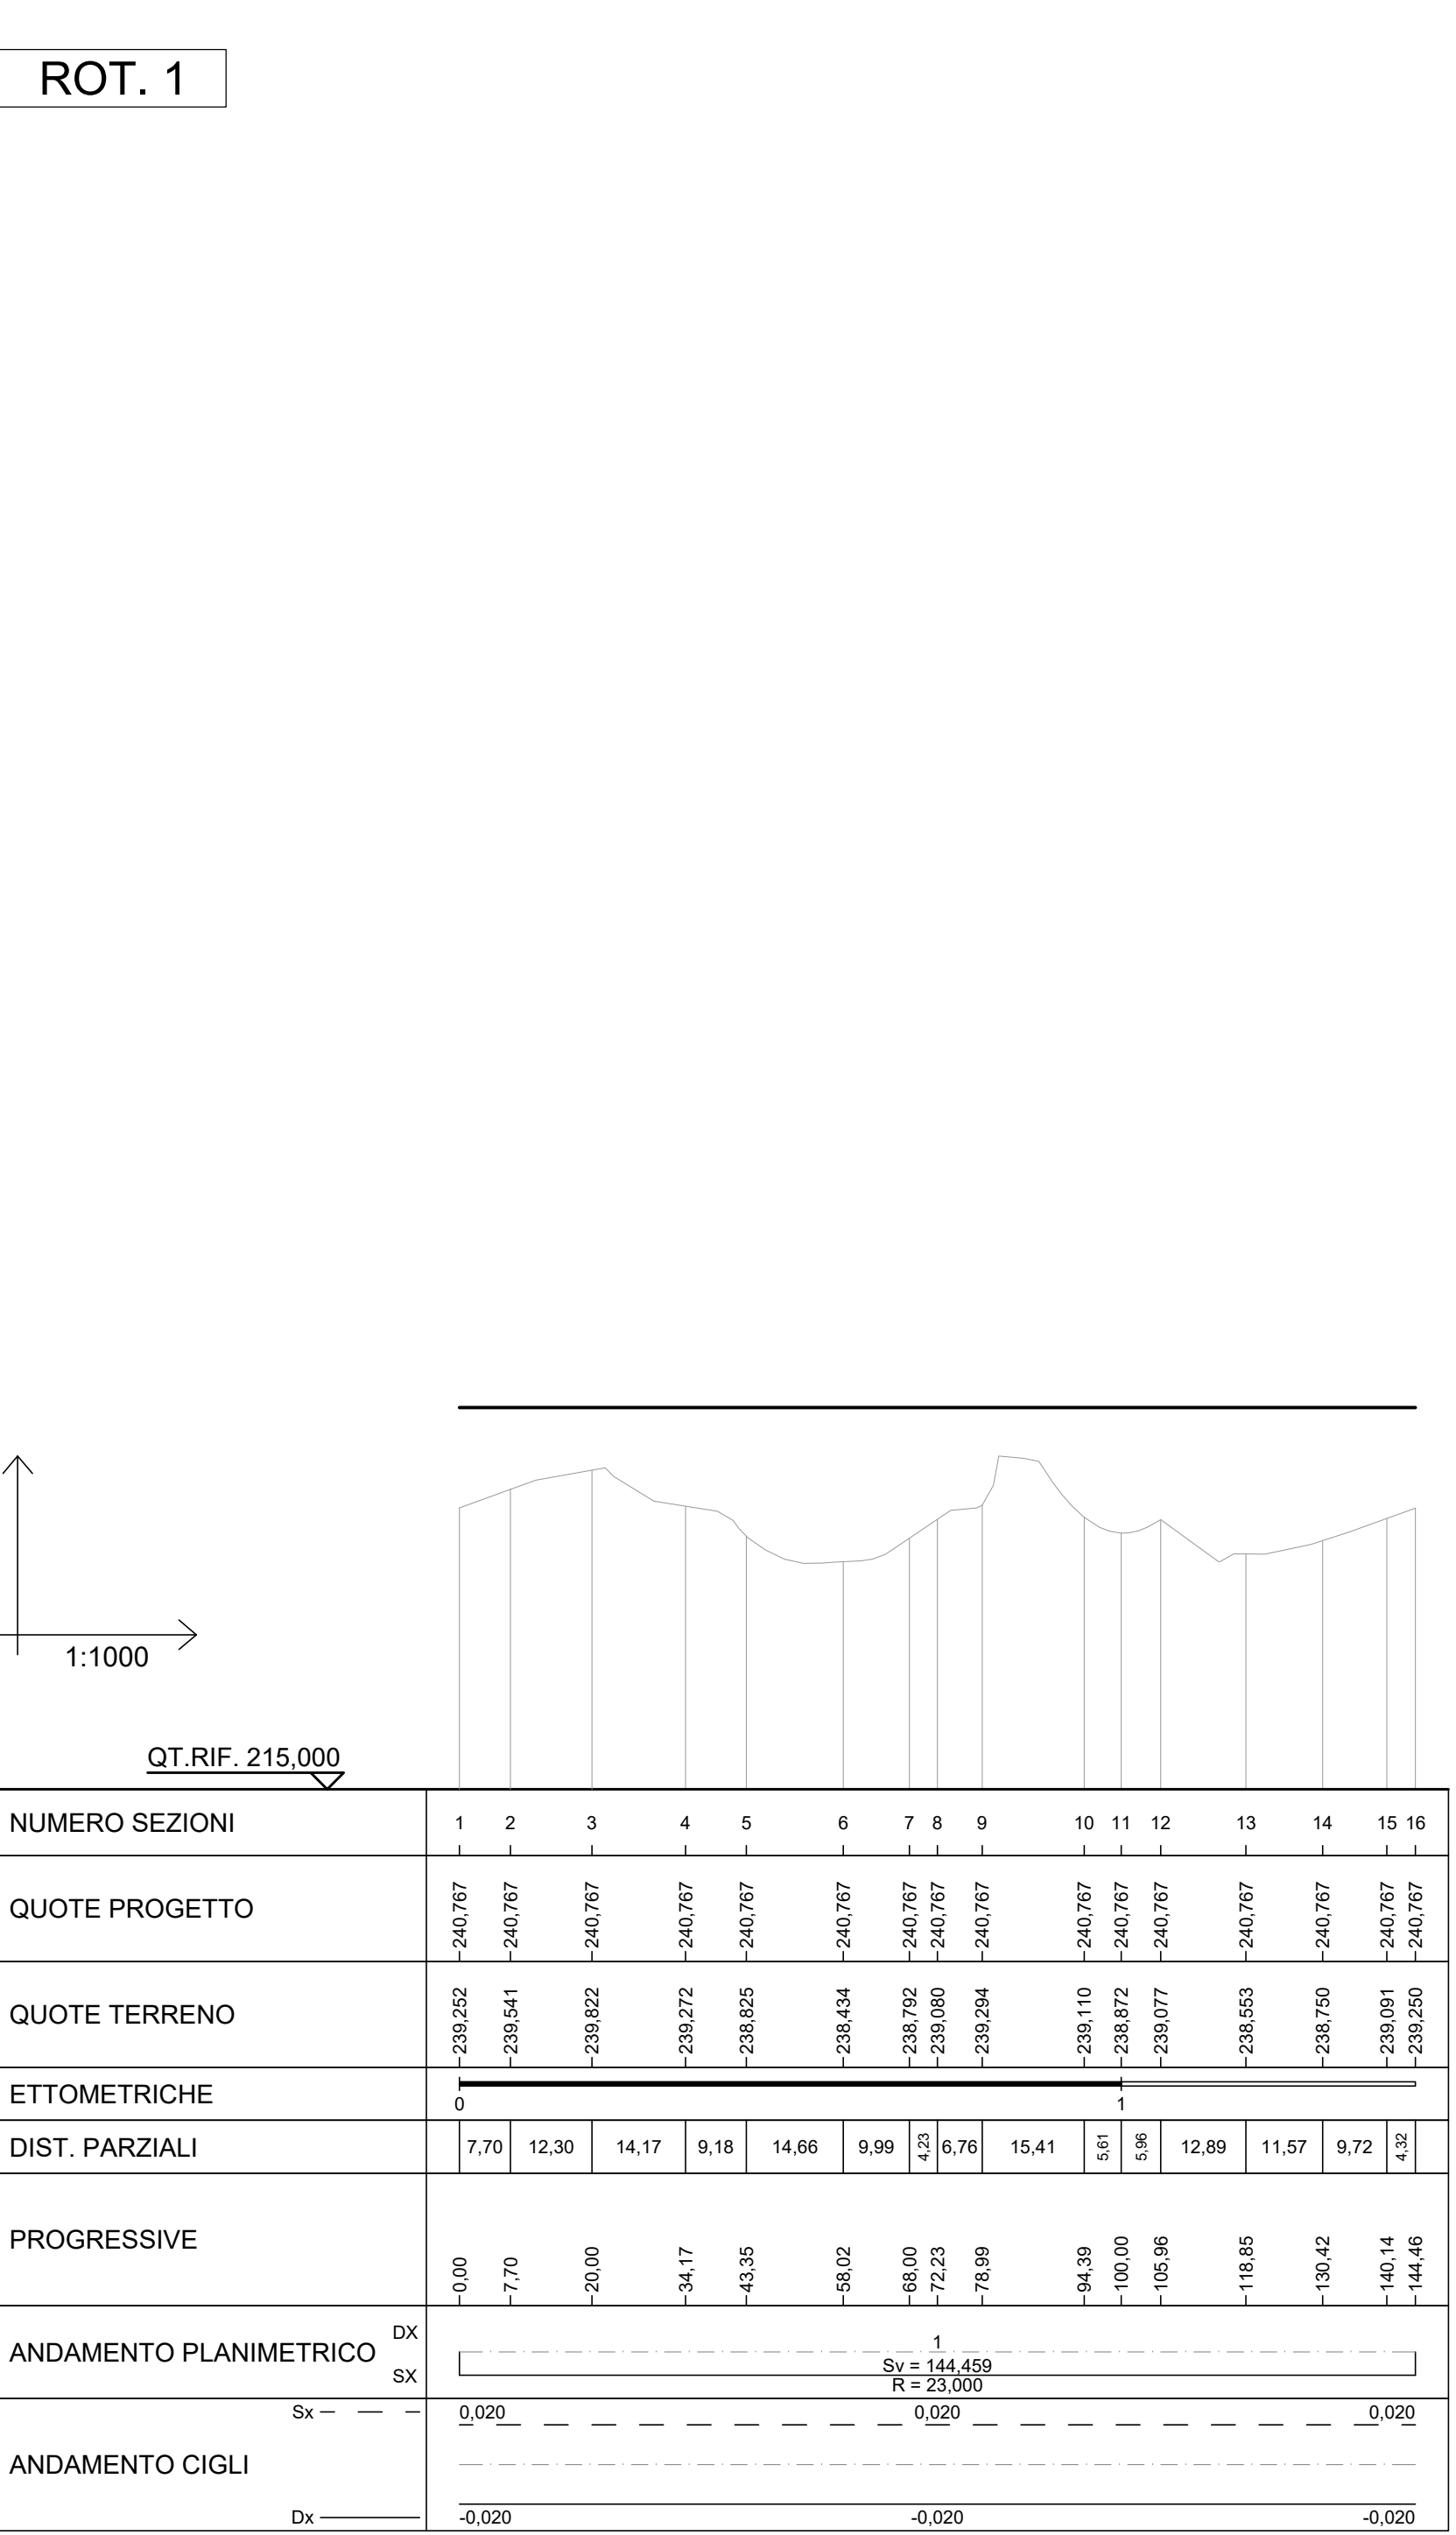 ROT. 1
1:1000
QT.RIF. 215,000
NUMERO SEZIONI 1 2 3 4 5 6 7 8 9 10 11 12 13 14 15 16
QUOTE PROGETTO 240,767 240,767 240,767 240,767 240,767 240,767 240,767 240,767 240,767 240,767 240,767 240,767 240,767 240,767 240,767 240,767
QUOTE TERRENO 239,252 239,541 239,822 239,272 238,825 238,434 238,792 239,080 239,294 239,110 238,872 239,077 238,553 238,750 239,091 239,250
ETTOMETRICHE 0 1
DIST. PARZIALI 7,70 12,30 14,17 9,18 14,66 9,99 4,23 6,76 15,41 5,61 5,96 12,89 11,57 9,72 4,32
PROGRESSIVE 0,00 7,70 20,00 34,17 43,35 58,02 68,00 72,23 78,99 94,39 100,00 105,96 118,85 130,42 140,14 144,46
DX
1
ANDAMENTO PLANIMETRICO
Sv = 144,459
SX
R = 23,000
Sx 0,020 0,020 0,020
ANDAMENTO CIGLI
Dx -0,020 -0,020 -0,020